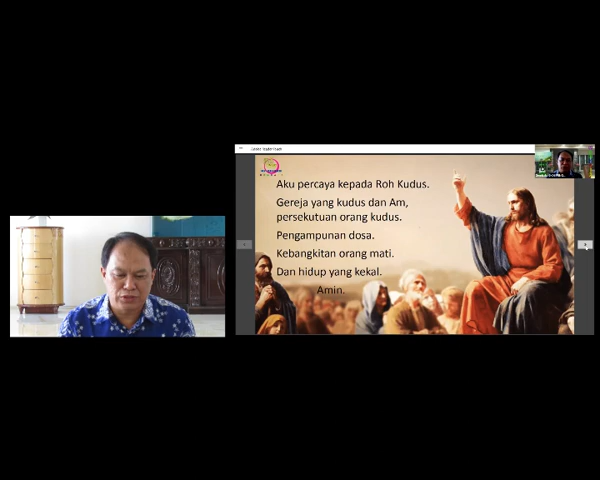 Aku percaya kepada Roh Kudus.
Gereja yang kudus dan Am,
persekutuan orang kudus.
Pengampunan dosa.
Kebangkitan orang mati.
Dan hidup yang kekal.
Amin.